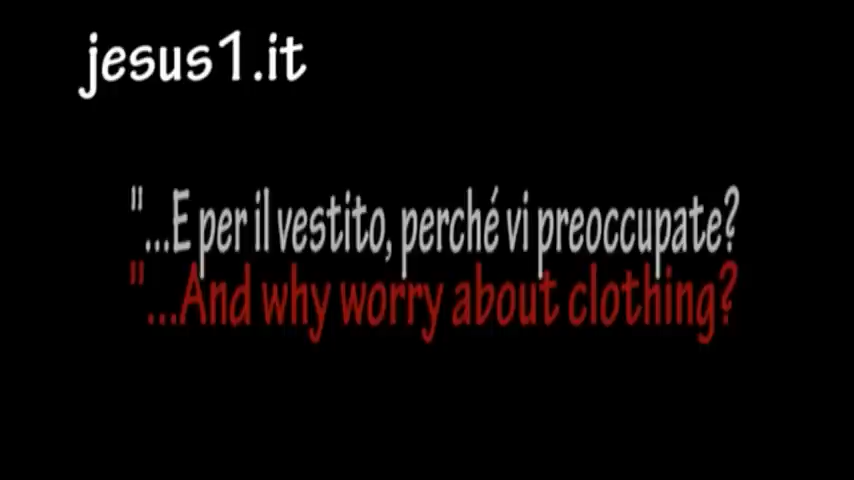 jesus1.it
"...E per il vestito, perché vi preoccupate?
"...And why worry about clothing?